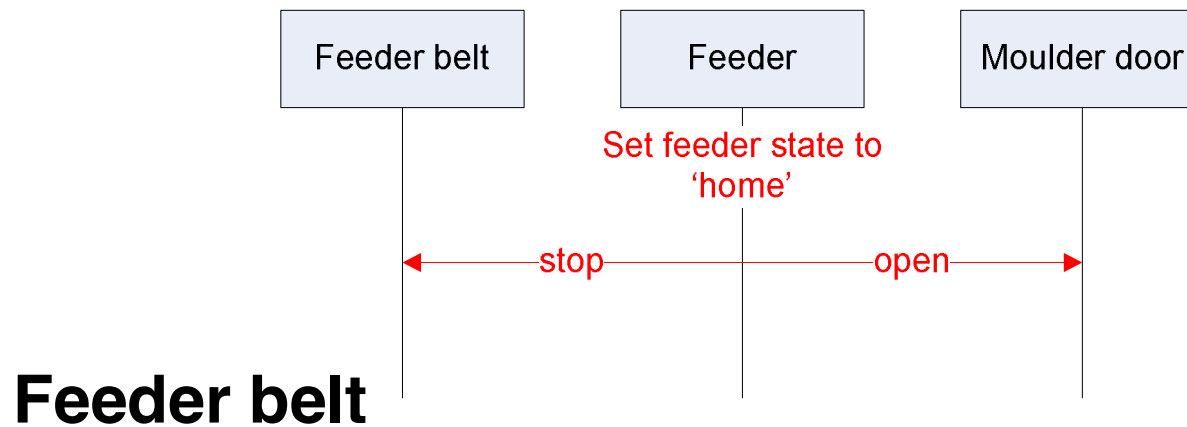 Feeder belt
Feeder
Moulder door
Set feeder state to
‘home’
stop
open
Feeder belt